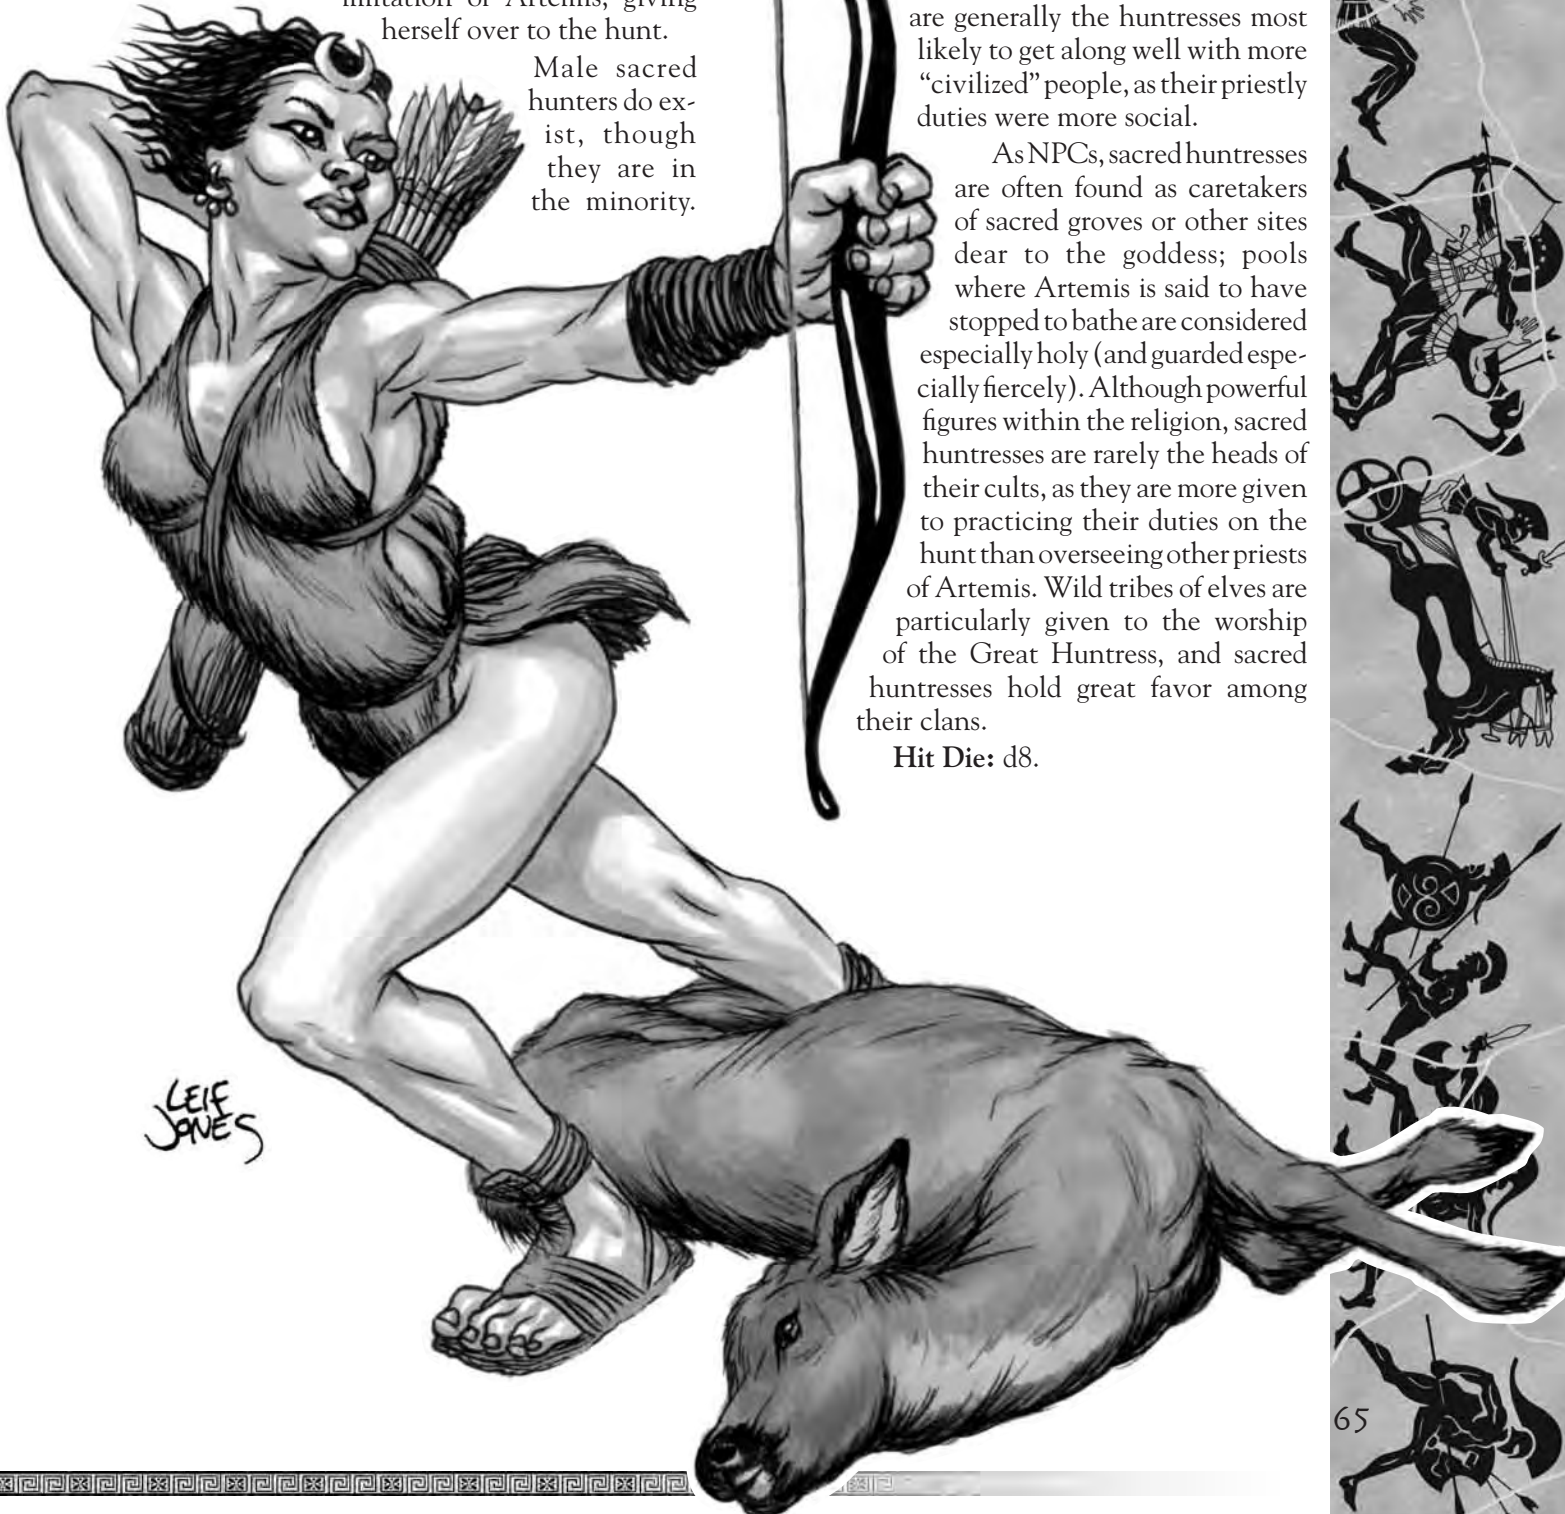 imitation of Artemis, giving
herself over to the hunt.
Male sacred
hunters do ex-
ist, though
they are in
the minority.
are generally the huntresses most
likely to get along well with more
“civilized” people, as their priestly
duties were more social.
As NPCs, sacred huntresses
are often found as caretakers
of sacred groves or other sites
dear to the goddess; pools
where Artemis is said to have
stopped to bathe are considered
especially holy (and guarded espe-
cially fiercely). Although powerful
figures within the religion, sacred
huntresses are rarely the heads of
their cults, as they are more given
to practicing their duties on the
hunt than overseeing other priests
of Artemis. Wild tribes of elves are
particularly given to the worship
of the Great Huntress, and sacred
huntresses hold great favor among
their clans.
Hit Die: d8.
LEIF
JONES
65